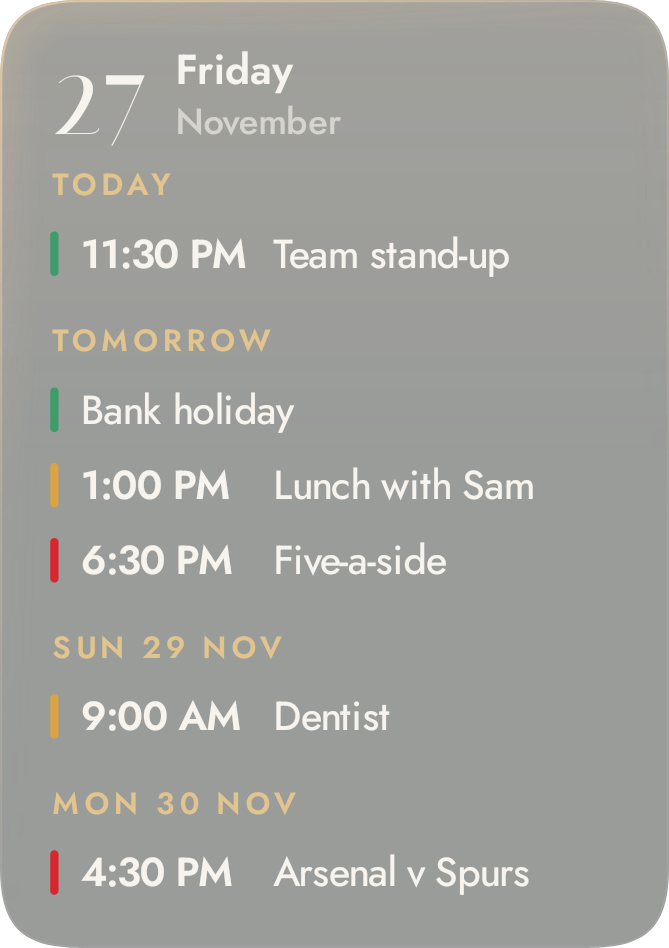 27 Friday
November
TODAY
11:30 PM Team stand-up
TOMORROW
Bank holiday
1:00 PM Lunch with Sam
6:30 PM Five-a-side
SUN 29 NOV
9:00 AM Dentist
MON 30 NOV
4:30 PM Arsenal v Spurs